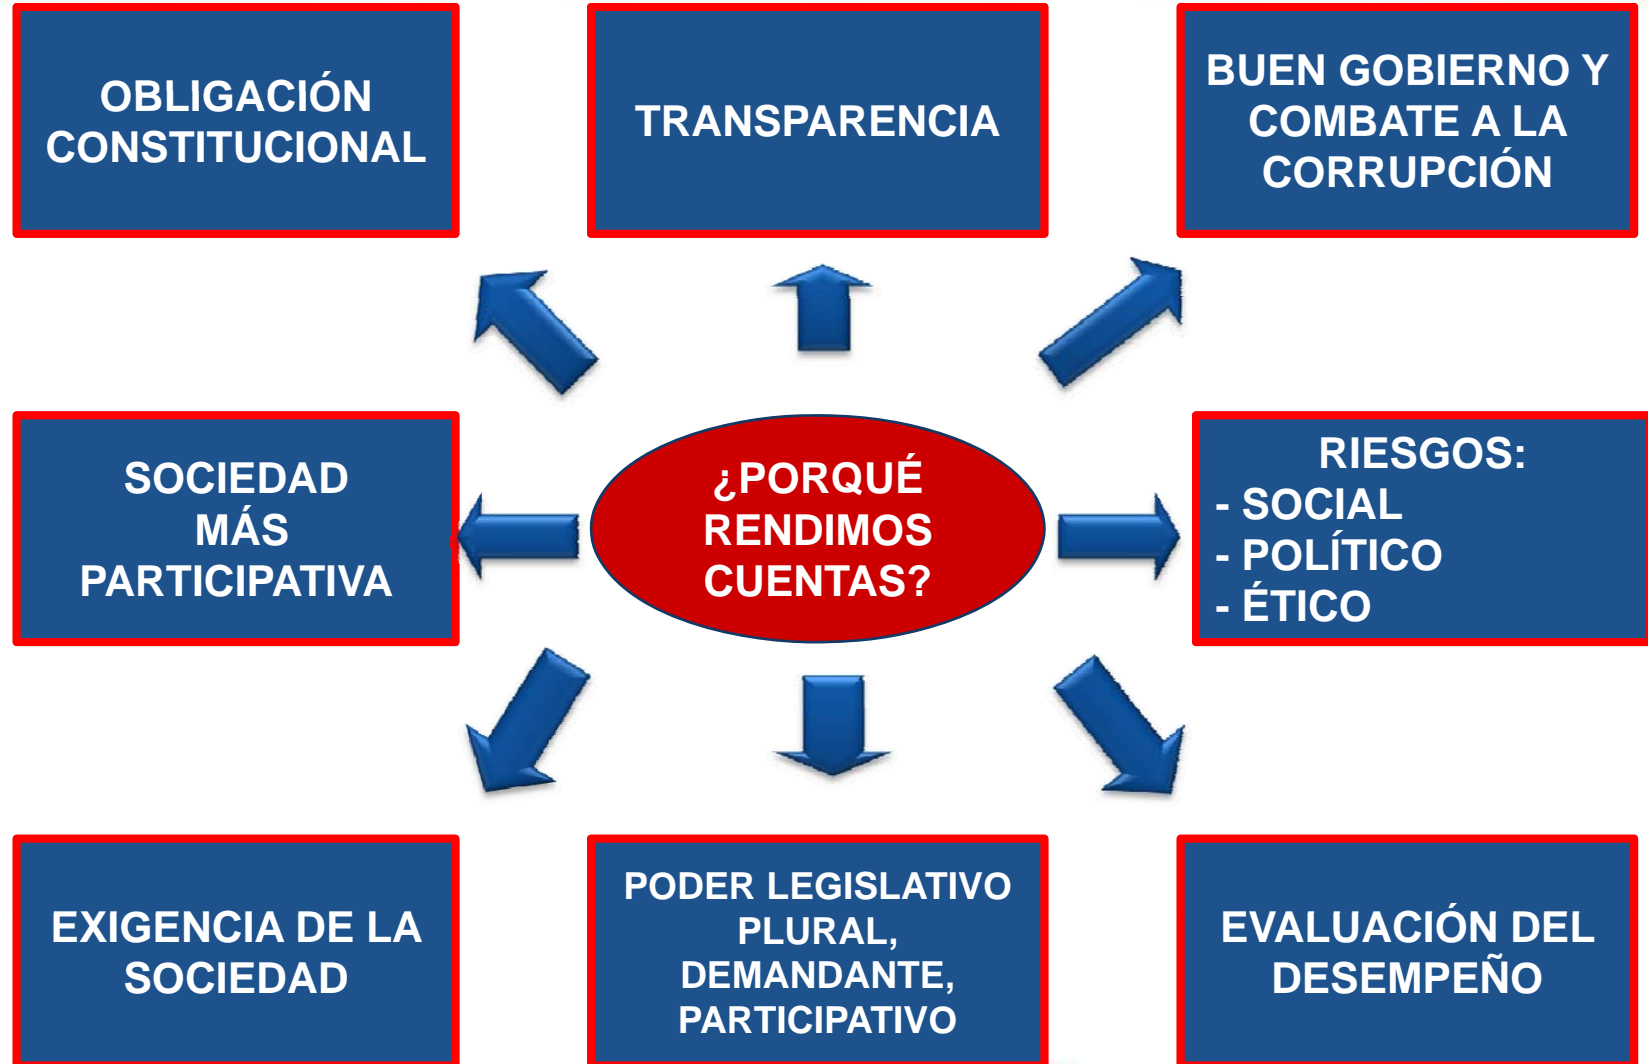 OBLIGACIÓN
CONSTITUCIONAL
TRANSPARENCIA
BUEN GOBIERNO Y
COMBATE A LA
CORRUPCIÓN
SOCIEDAD
MÁS
PARTICIPATIVA
¿PORQUÉ
RENDIMOS
CUENTAS?
RIESGOS:
- SOCIAL
- POLÍTICO
- ÉTICO
EXIGENCIA DE LA
SOCIEDAD
PODER LEGISLATIVO
PLURAL,
DEMANDANTE,
PARTICIPATIVO
EVALUACIÓN DEL
DESEMPEÑO